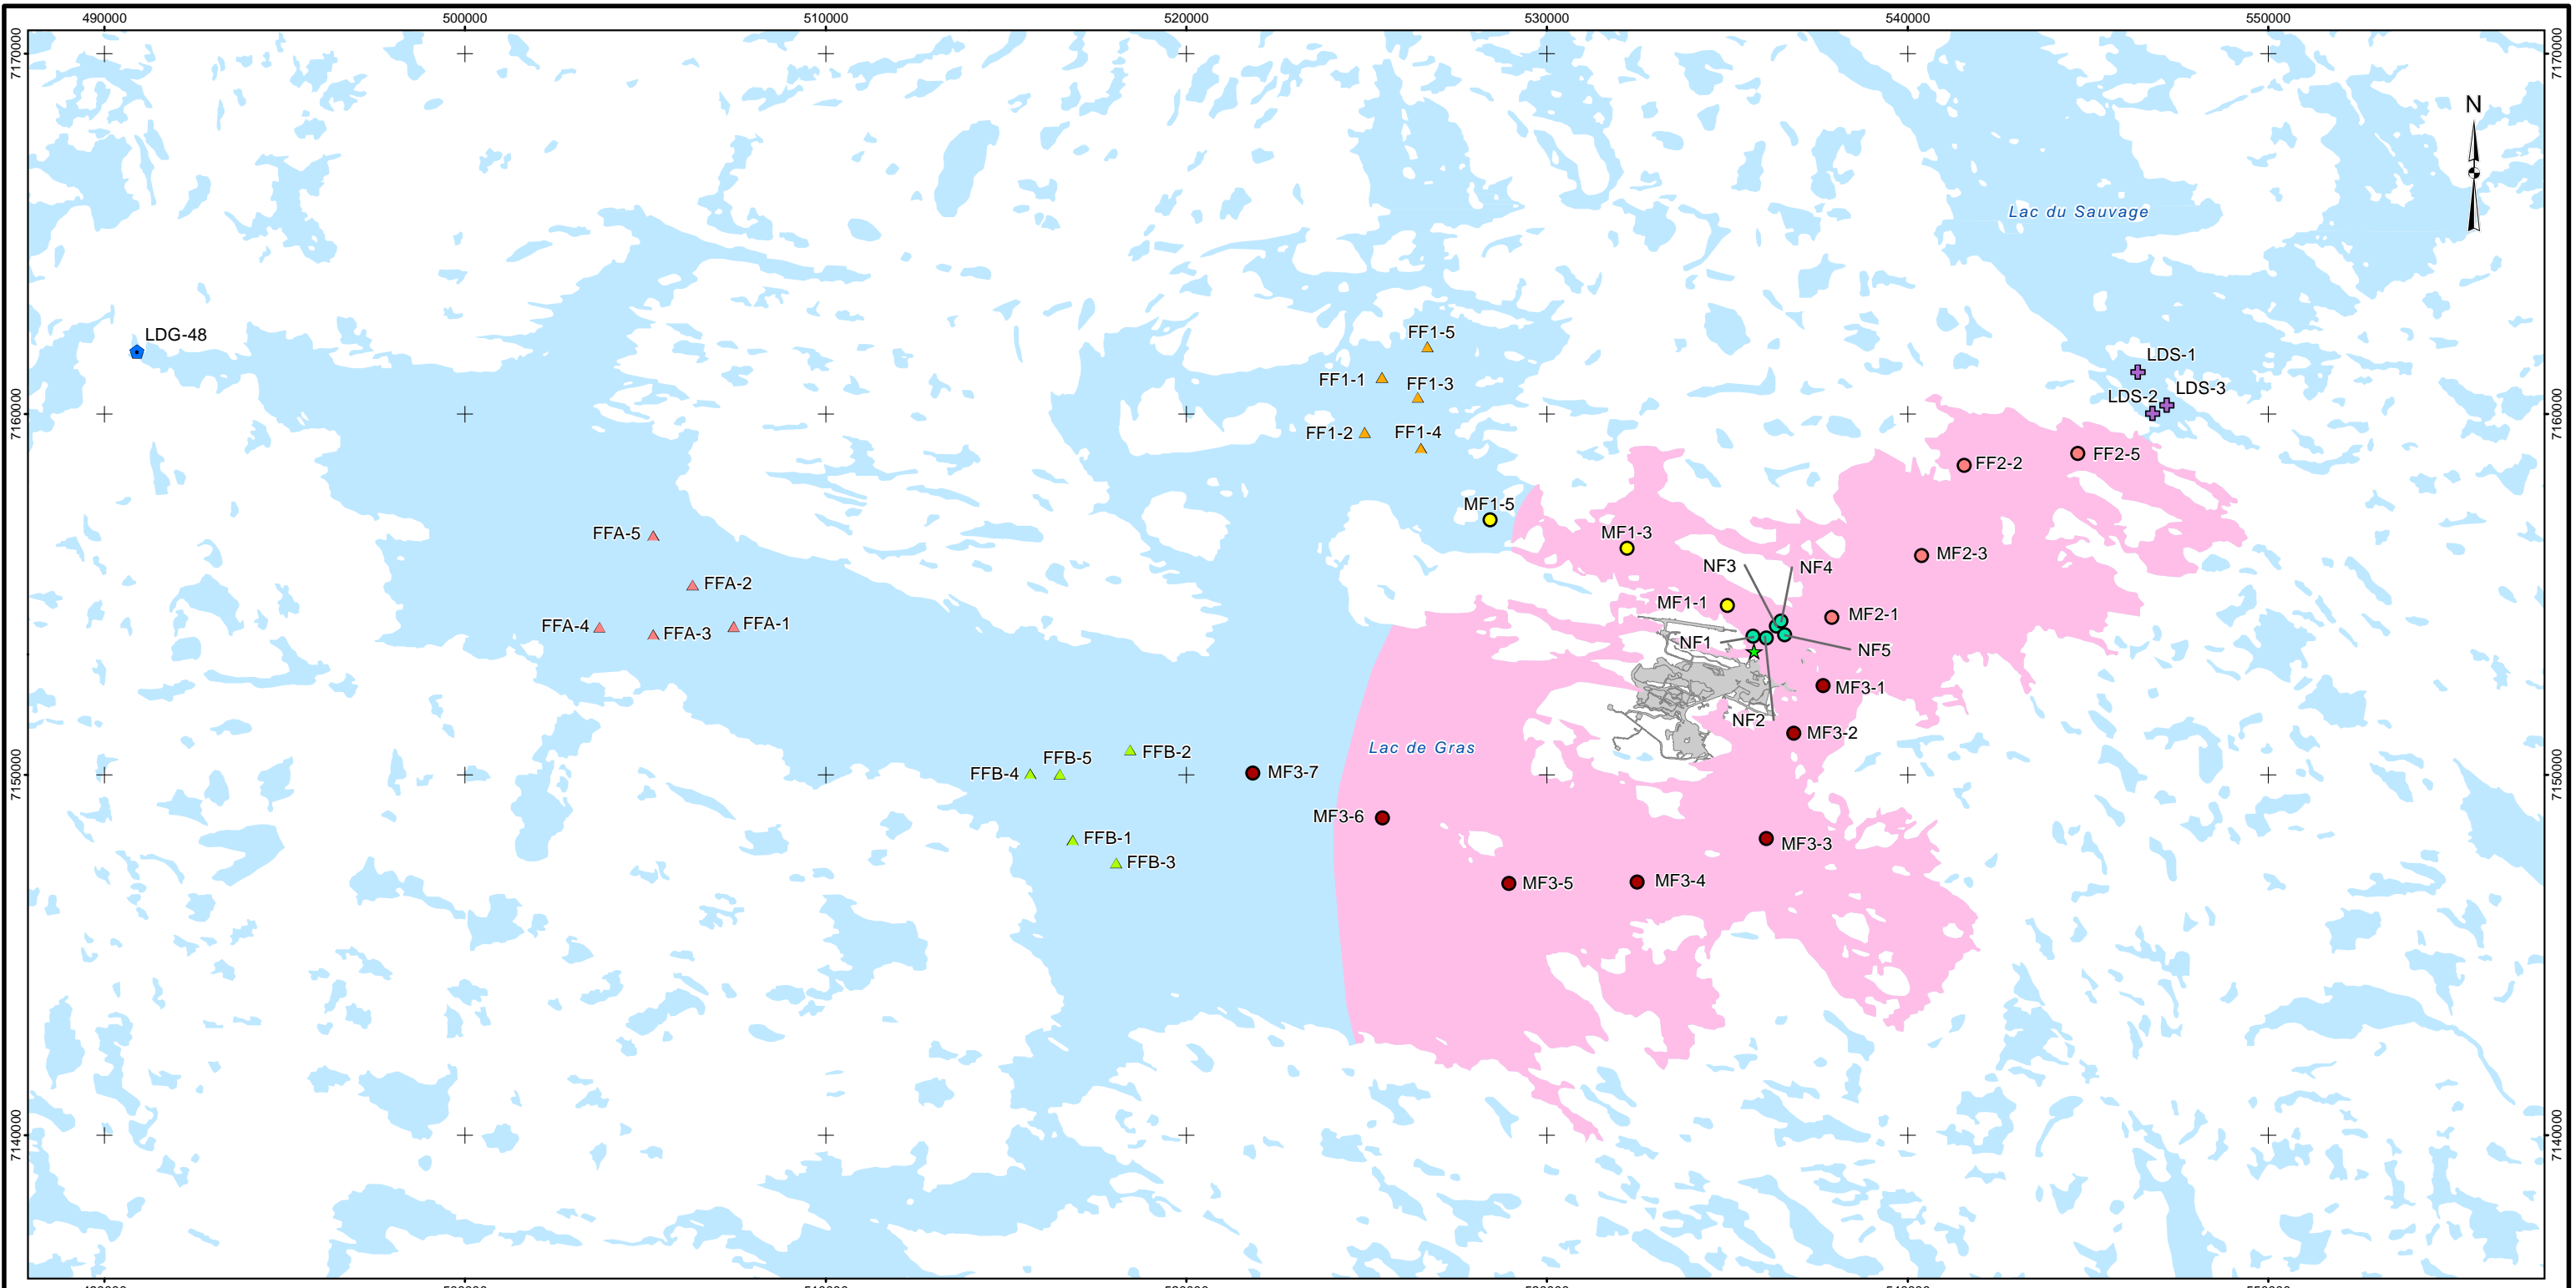 490000
500000
510000
520000
530000
540000
550000
7170000
7170000
N
Lac du Sauvage
LDG-48
FF1-5
LDS-1
FF1-1
FF1-3
LDS-3
LDS-2
7160000
7160000
FF1-2
FF1-4
FF2-2
FF2-5
MF1-5
FFA-5
MF1-3
MF2-3
NF3
NF4
FFA-2
MF1-1
MF2-1
FFA-4
FFA-3
FFA-1
NF1
NF5
MF3-1
NF2
MF3-2
Lac de Gras
FFB-2
FFB-5
FFB-4
MF3-7
7150000
7150000
MF3-6
FFB-1
MF3-3
FFB-3
MF3-5
MF3-4
7140000
7140000